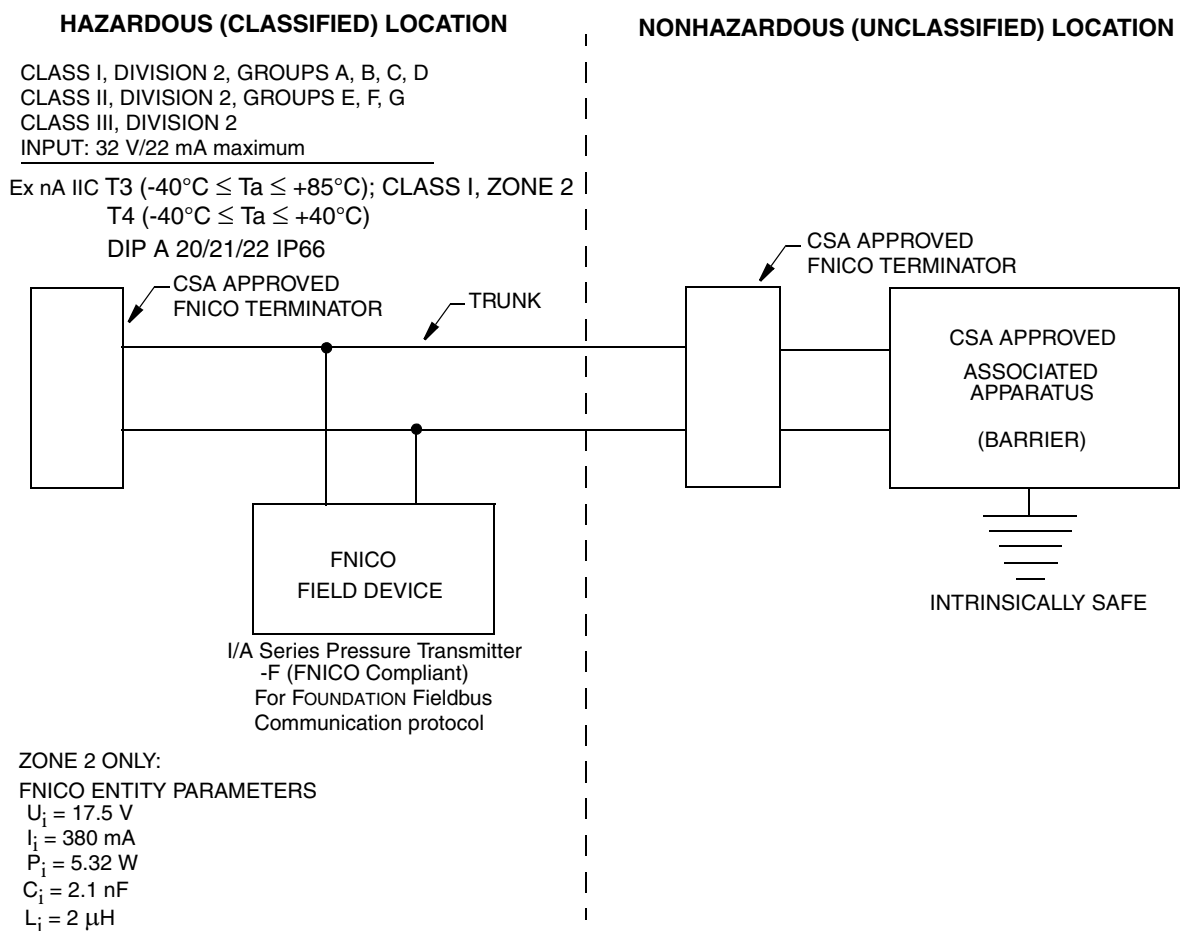 HAZARDOUS (CLASSIFIED) LOCATION
NONHAZARDOUS (UNCLASSIFIED) LOCATION
CLASS I, DIVISION 2, GROUPS A, B, C, D
CLASS II, DIVISION 2, GROUPS E, F, G
CLASS III, DIVISION 2
INPUT: 32 V/22 mA maximum
Ex nA IIC T3 (-40°C ≤ Ta ≤ +85°C); CLASS I, ZONE 2
T4 (-40°C ≤ Ta ≤ +40°C)
DIP A 20/21/22 IP66
CSA APPROVED
FNICO TERMINATOR
TRUNK
CSA APPROVED
FNICO TERMINATOR
CSA APPROVED
ASSOCIATED
APPARATUS
(BARRIER)
INTRINSICALLY SAFE
FNICO
FIELD DEVICE
I/A Series Pressure Transmitter
-F (FNICO Compliant)
For FOUNDATION Fieldbus
Communication protocol
ZONE 2 ONLY:
FNICO ENTITY PARAMETERS
Ui = 17.5 V
Ii = 380 mA
Pi = 5.32 W
Ci = 2.1 nF
Li = 2 µH